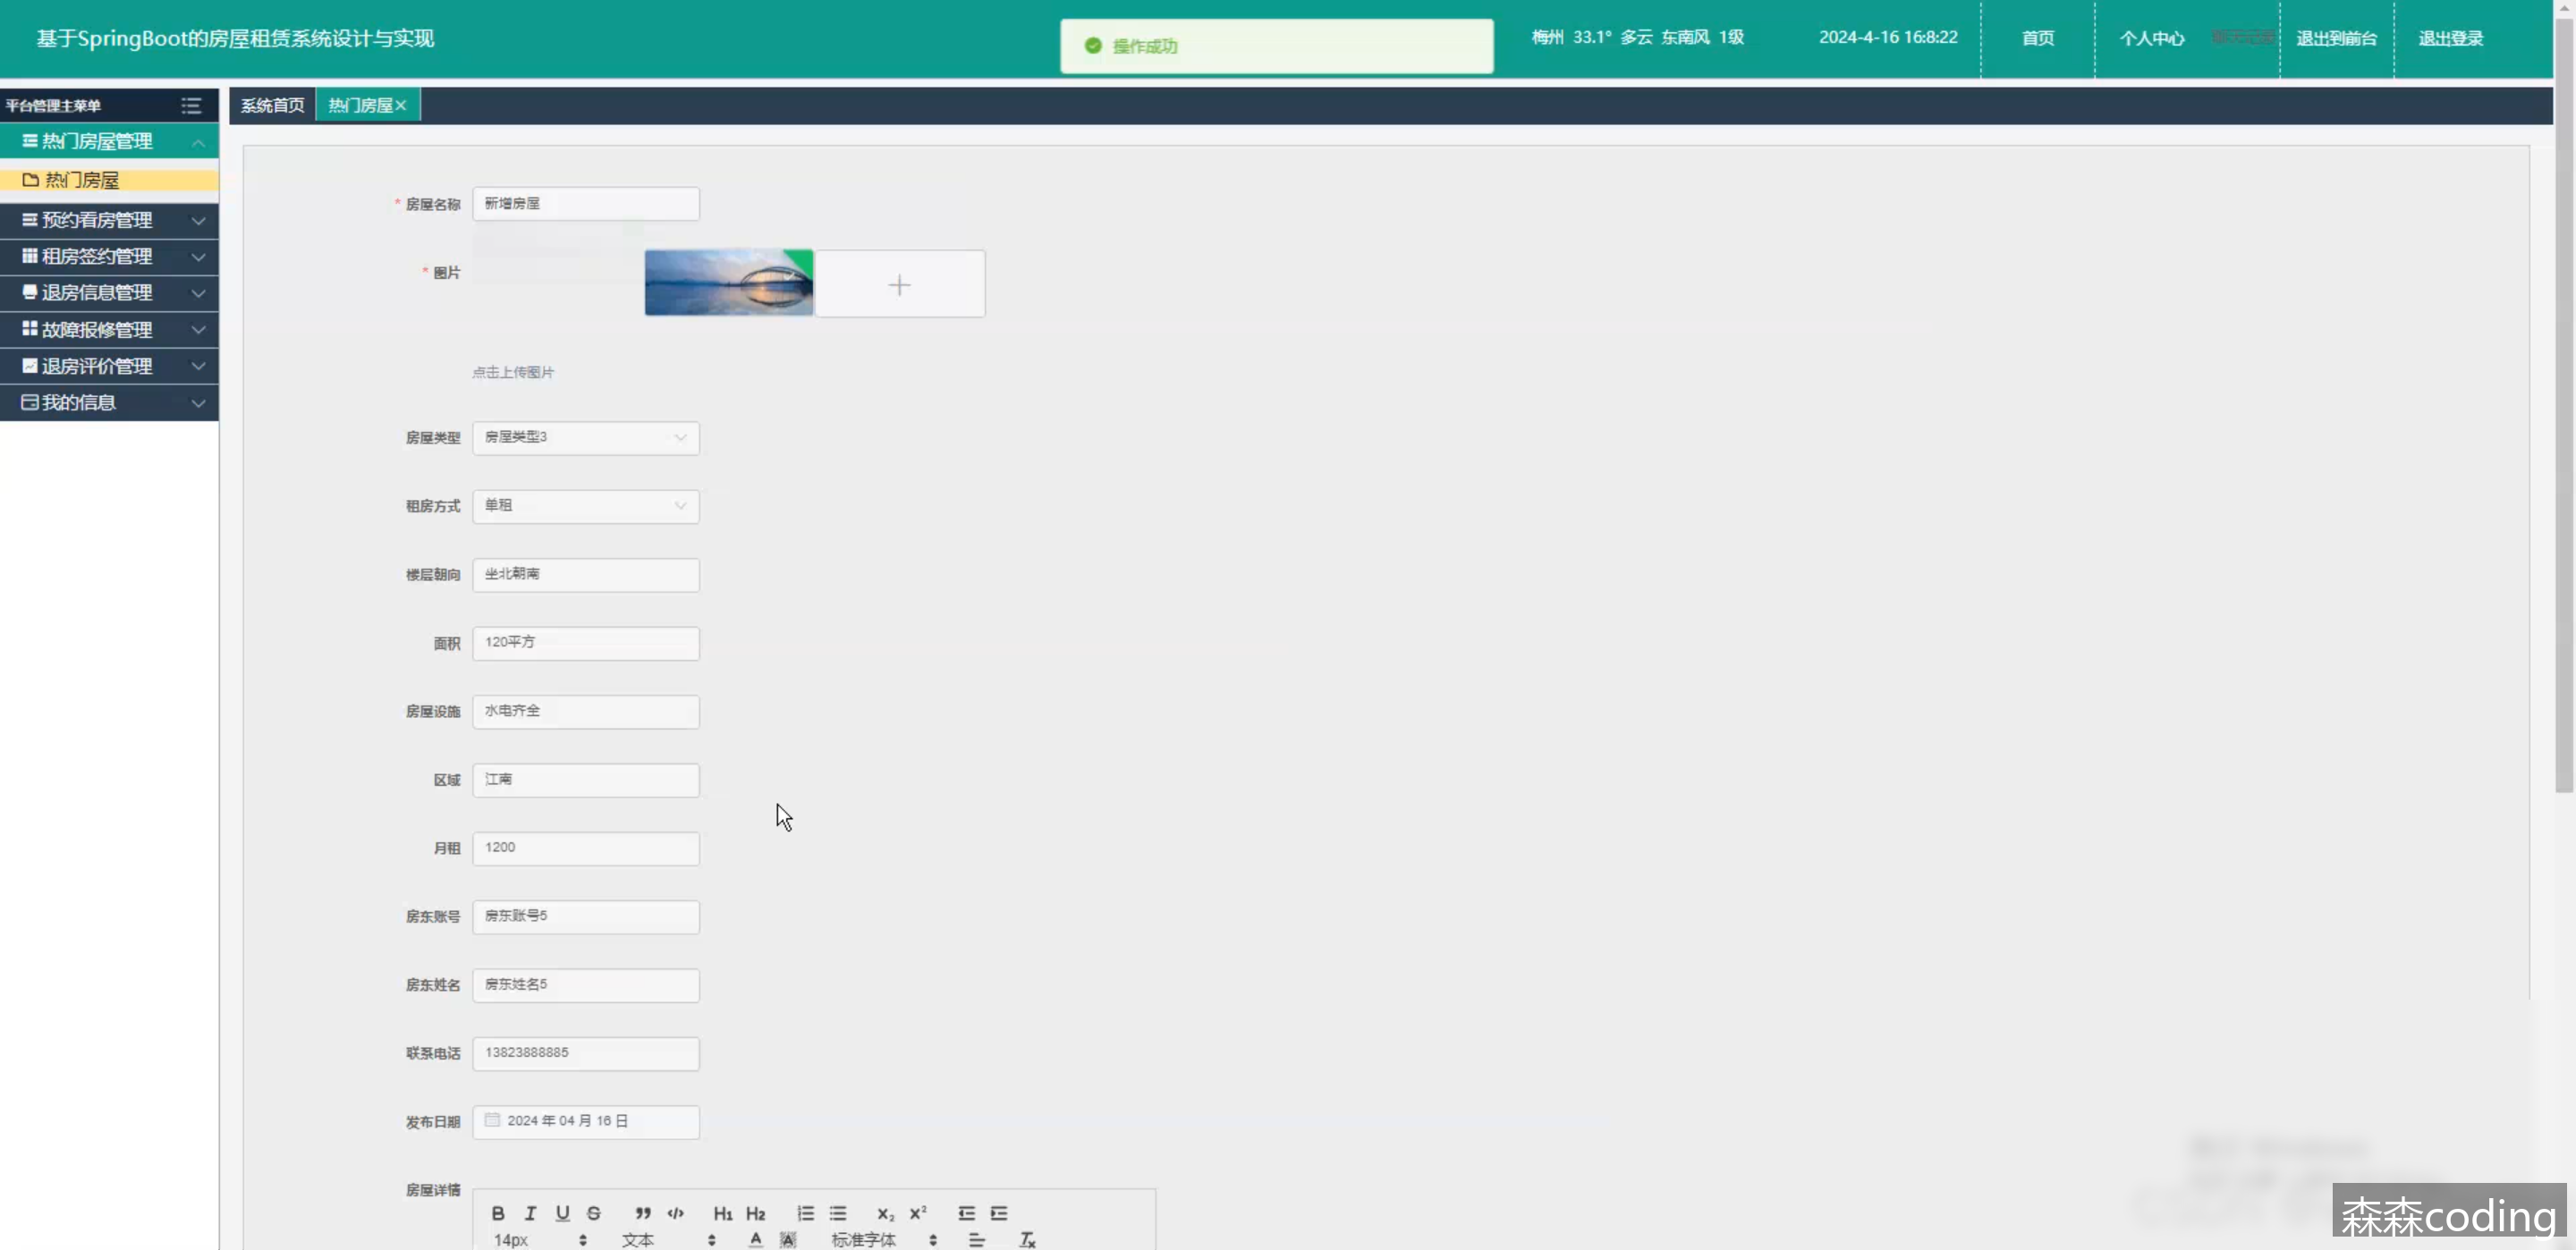 基于SpringBoot的房屋租赁系统设计与实现
操作成功
梅州 33.1° 多云 东南风 1级
2024-4-16 16:8:22
首页
个人中心
退出到前台
退出登录
平台管理主菜单
系统首页
热门房屋×
热门房屋管理
热门房屋
预约看房管理
租房签约管理
退房信息管理
故障报修管理
退房评价管理
我的信息
* 房屋名称 新增房屋
* 图片
点击上传图片
房屋类型 房屋类型3
租房方式 单租
楼层朝向 坐北朝南
面积 120平方
房屋设施 水电齐全
区域 江南
月租 1200
房东账号 房东账号5
房东姓名 房东姓名5
联系电话 13823888885
发布日期 2024 年 04 月 16 日
房屋详情
B I U S ” </> H1 H2 x₂ x²
14px 文本 A A 标准字体 Tx
森森coding